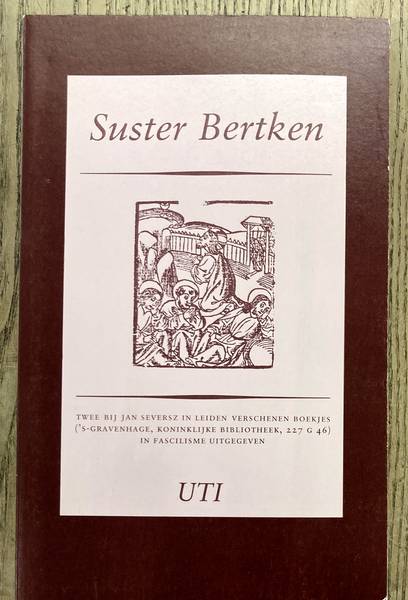 Suster Bertken
TWEE BIJ JAN SEVERSZ IN LEIDEN VERSCHENEN BOEKJES
('S-GRAVENHAGE, KONINKLIJKE BIBLIOTHEEK, 227 G 46)
IN FASCILISME UITGEGEVEN
UTI